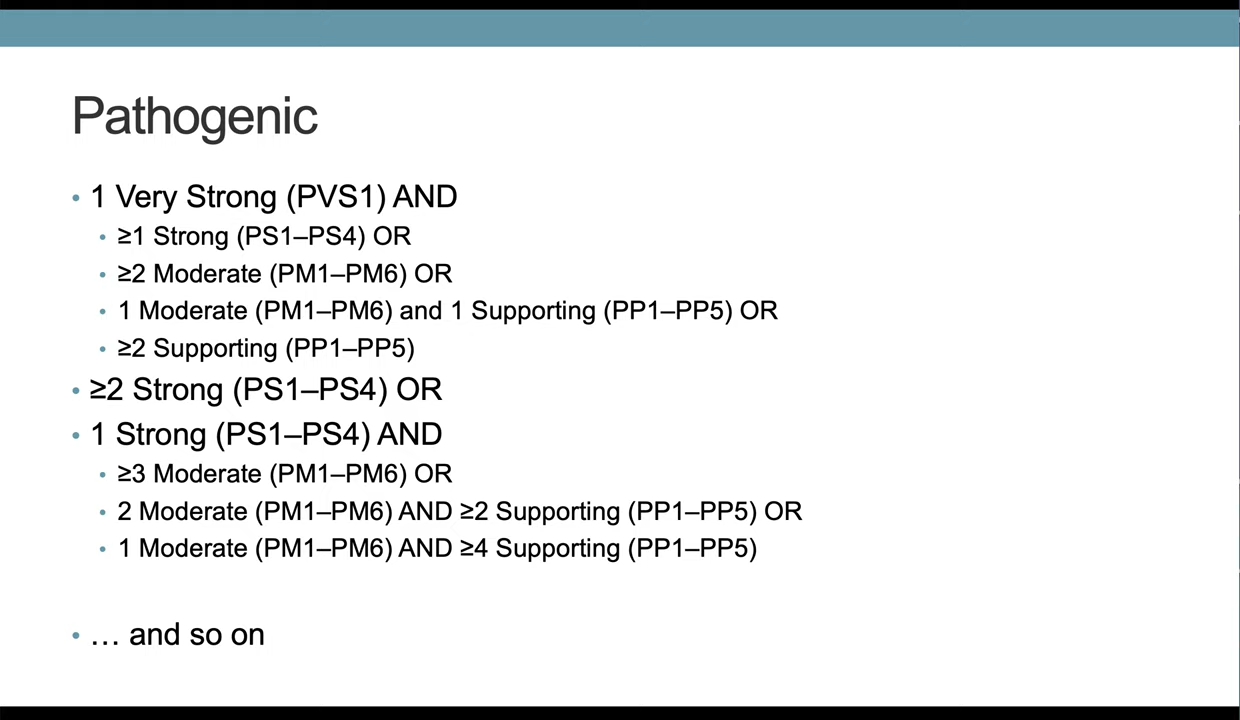 Pathogenic
• 1 Very Strong (PVS1) AND
• ≥1 Strong (PS1–PS4) OR
• ≥2 Moderate (PM1–PM6) OR
• 1 Moderate (PM1–PM6) and 1 Supporting (PP1–PP5) OR
• ≥2 Supporting (PP1–PP5)
• ≥2 Strong (PS1–PS4) OR
• 1 Strong (PS1–PS4) AND
• ≥3 Moderate (PM1–PM6) OR
• 2 Moderate (PM1–PM6) AND ≥2 Supporting (PP1–PP5) OR
• 1 Moderate (PM1–PM6) AND ≥4 Supporting (PP1–PP5)
• … and so on